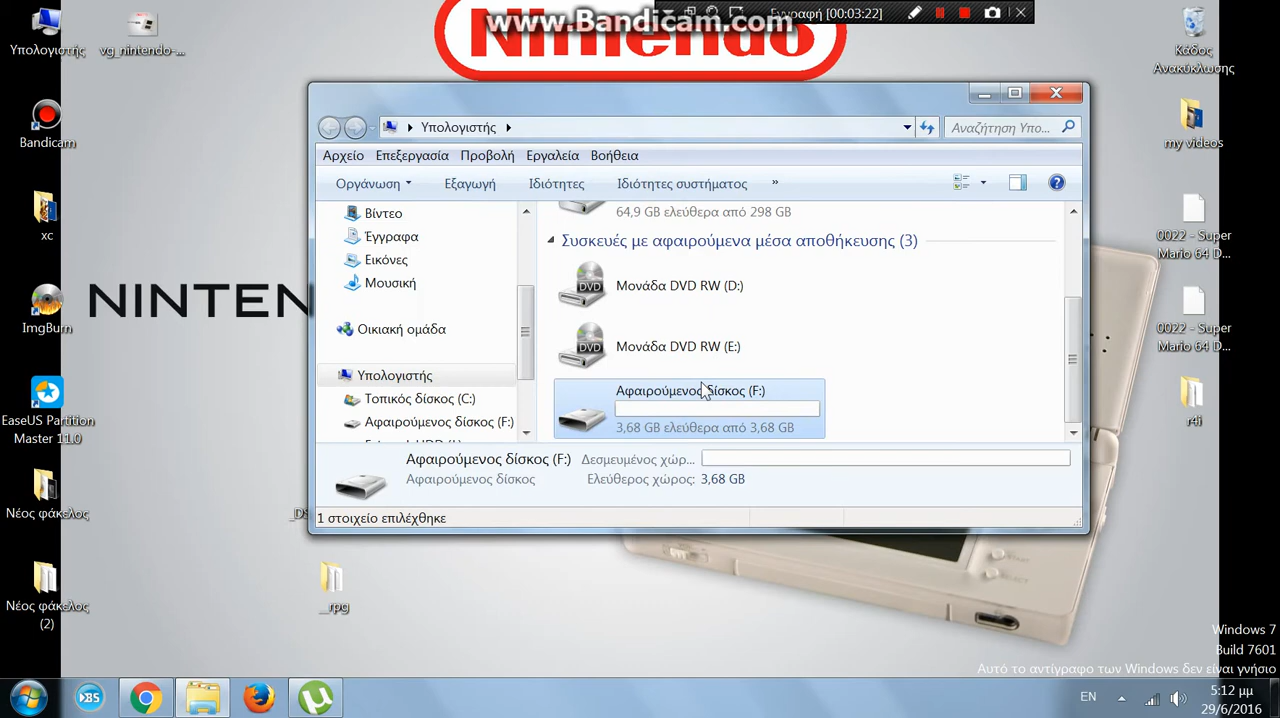 www.Bandicam.com
Εγγραφή [00:03:22]
Nintendo
Υπολογιστής
vg_nintendo-...
Κάδος
Ανακύκλωσης
Bandicam
my videos
xc
0022 - Super
Mario 64 D...
ImgBurn
NINTEN
0022 - Super
Mario 64 D...
EaseUS Partition
Master 11.0
r4i
Νέος φάκελος
Νέος φάκελος
(2)
_DS
__rpg
Υπολογιστής
Αναζήτηση Υπο...
Αρχείο Επεξεργασία Προβολή Εργαλεία Βοήθεια
Οργάνωση Εξαγωγή Ιδιότητες Ιδιότητες συστήματος »
Βίντεο
Έγγραφα
Εικόνες
Μουσική
Οικιακή ομάδα
Υπολογιστής
Τοπικός δίσκος (C:)
Αφαιρούμενος δίσκος (F:)
64,9 GB ελεύθερα από 298 GB
Συσκευές με αφαιρούμενα μέσα αποθήκευσης (3)
DVD Μονάδα DVD RW (D:)
DVD Μονάδα DVD RW (E:)
Αφαιρούμενος δίσκος (F:)
3,68 GB ελεύθερα από 3,68 GB
Αφαιρούμενος δίσκος (F:) Δεσμευμένος χώρ...
Αφαιρούμενος δίσκος Ελεύθερος χώρος: 3,68 GB
1 στοιχείο επιλέχθηκε
SELECT
Windows 7
Build 7601
Αυτό το αντίγραφο των Windows δεν είναι γνήσιο
EN
5:12 μμ
29/6/2016